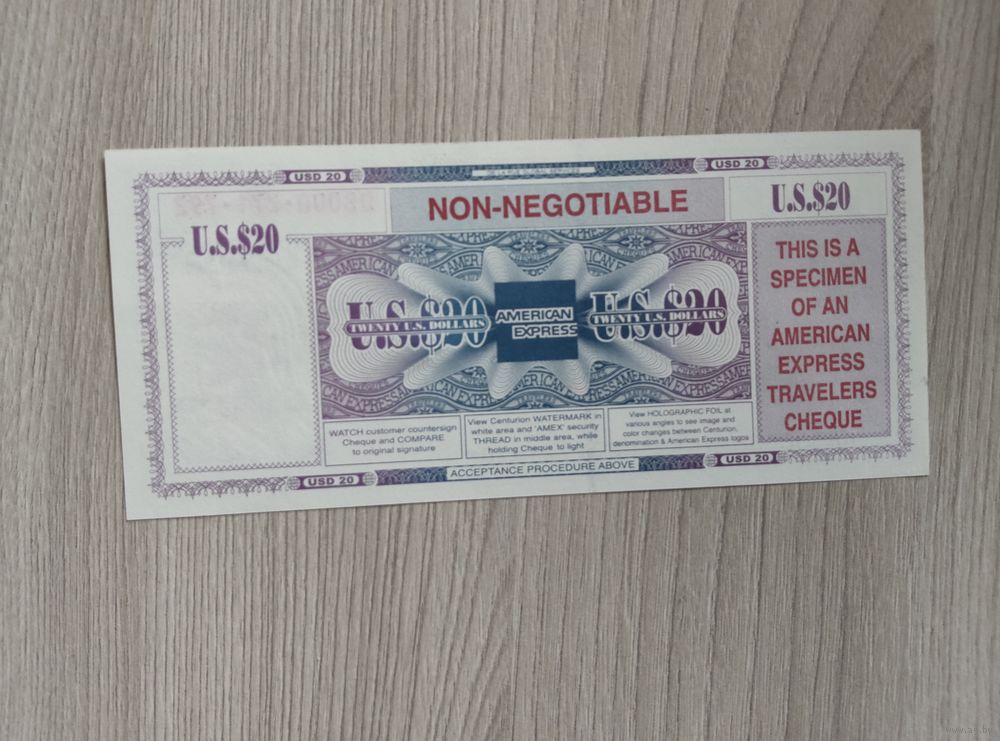 USD 20
USD 20
NON-NEGOTIABLE
U.S.$20
U.S.$20
THIS IS A
SPECIMEN
OF AN
AMERICAN
EXPRESS
TRAVELERS
CHEQUE
U.S.$20
TWENTY U.S. DOLLARS
AMERICAN
EXPRESS
U.S.$20
TWENTY U.S. DOLLARS
WATCH customer countersign
Cheque and COMPARE
to original signature
View Centurion WATERMARK in
white area and 'AMEX' security
THREAD in middle area, while
holding Cheque to light
View HOLOGRAPHIC FOIL at
various angles to see image and
color changes between Centurion,
denomination & American Express logos
USD 20
ACCEPTANCE PROCEDURE ABOVE
USD 20